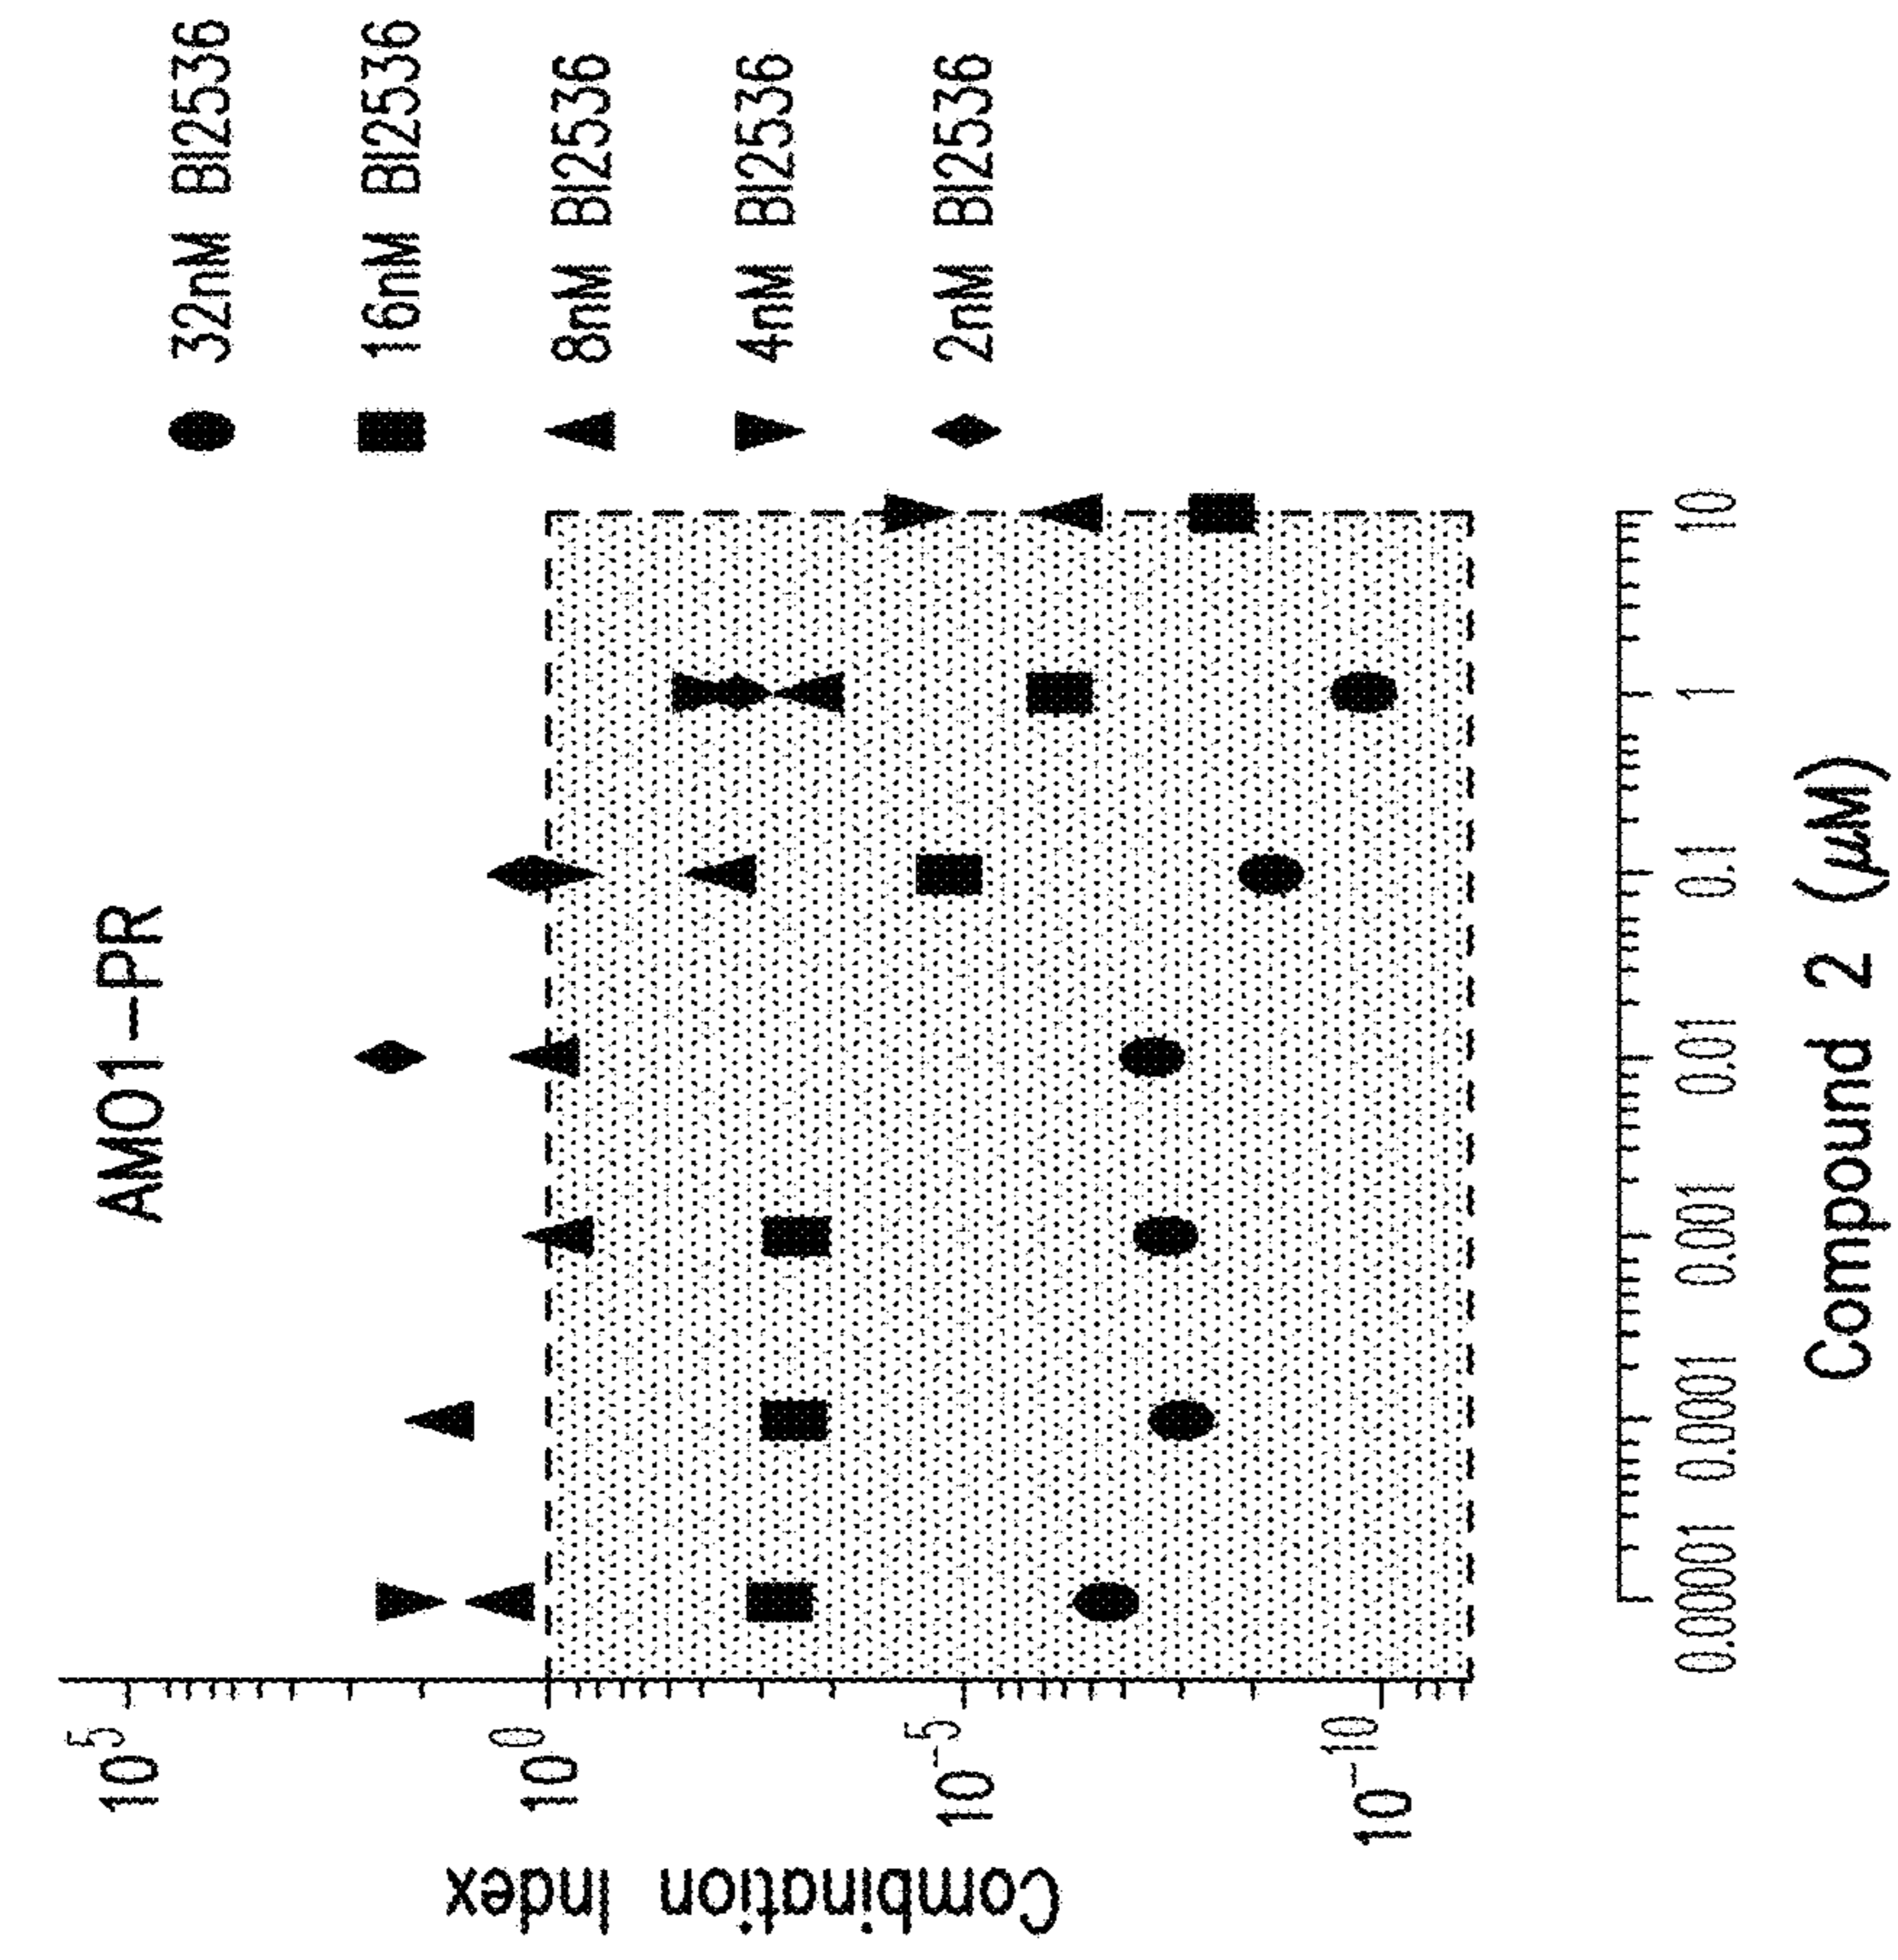 AMO1-PR
32nM BI2536
16nM BI2536
8nM BI2536
4nM BI2536
2nM BI2536
Combination Index
10^5
10^0
10^-5
10^-10
0.00001 0.0001 0.001 0.01 0.1 1 10
Compound 2 (μM)